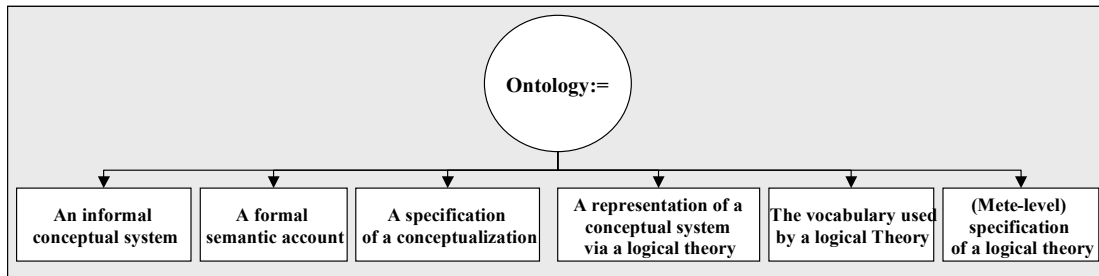 Ontology:=
An informal
conceptual system
A formal
semantic account
A specification
of a conceptualization
A representation of a
conceptual system
via a logical theory
The vocabulary used
by a logical Theory
(Mete-level)
specification
of a logical theory